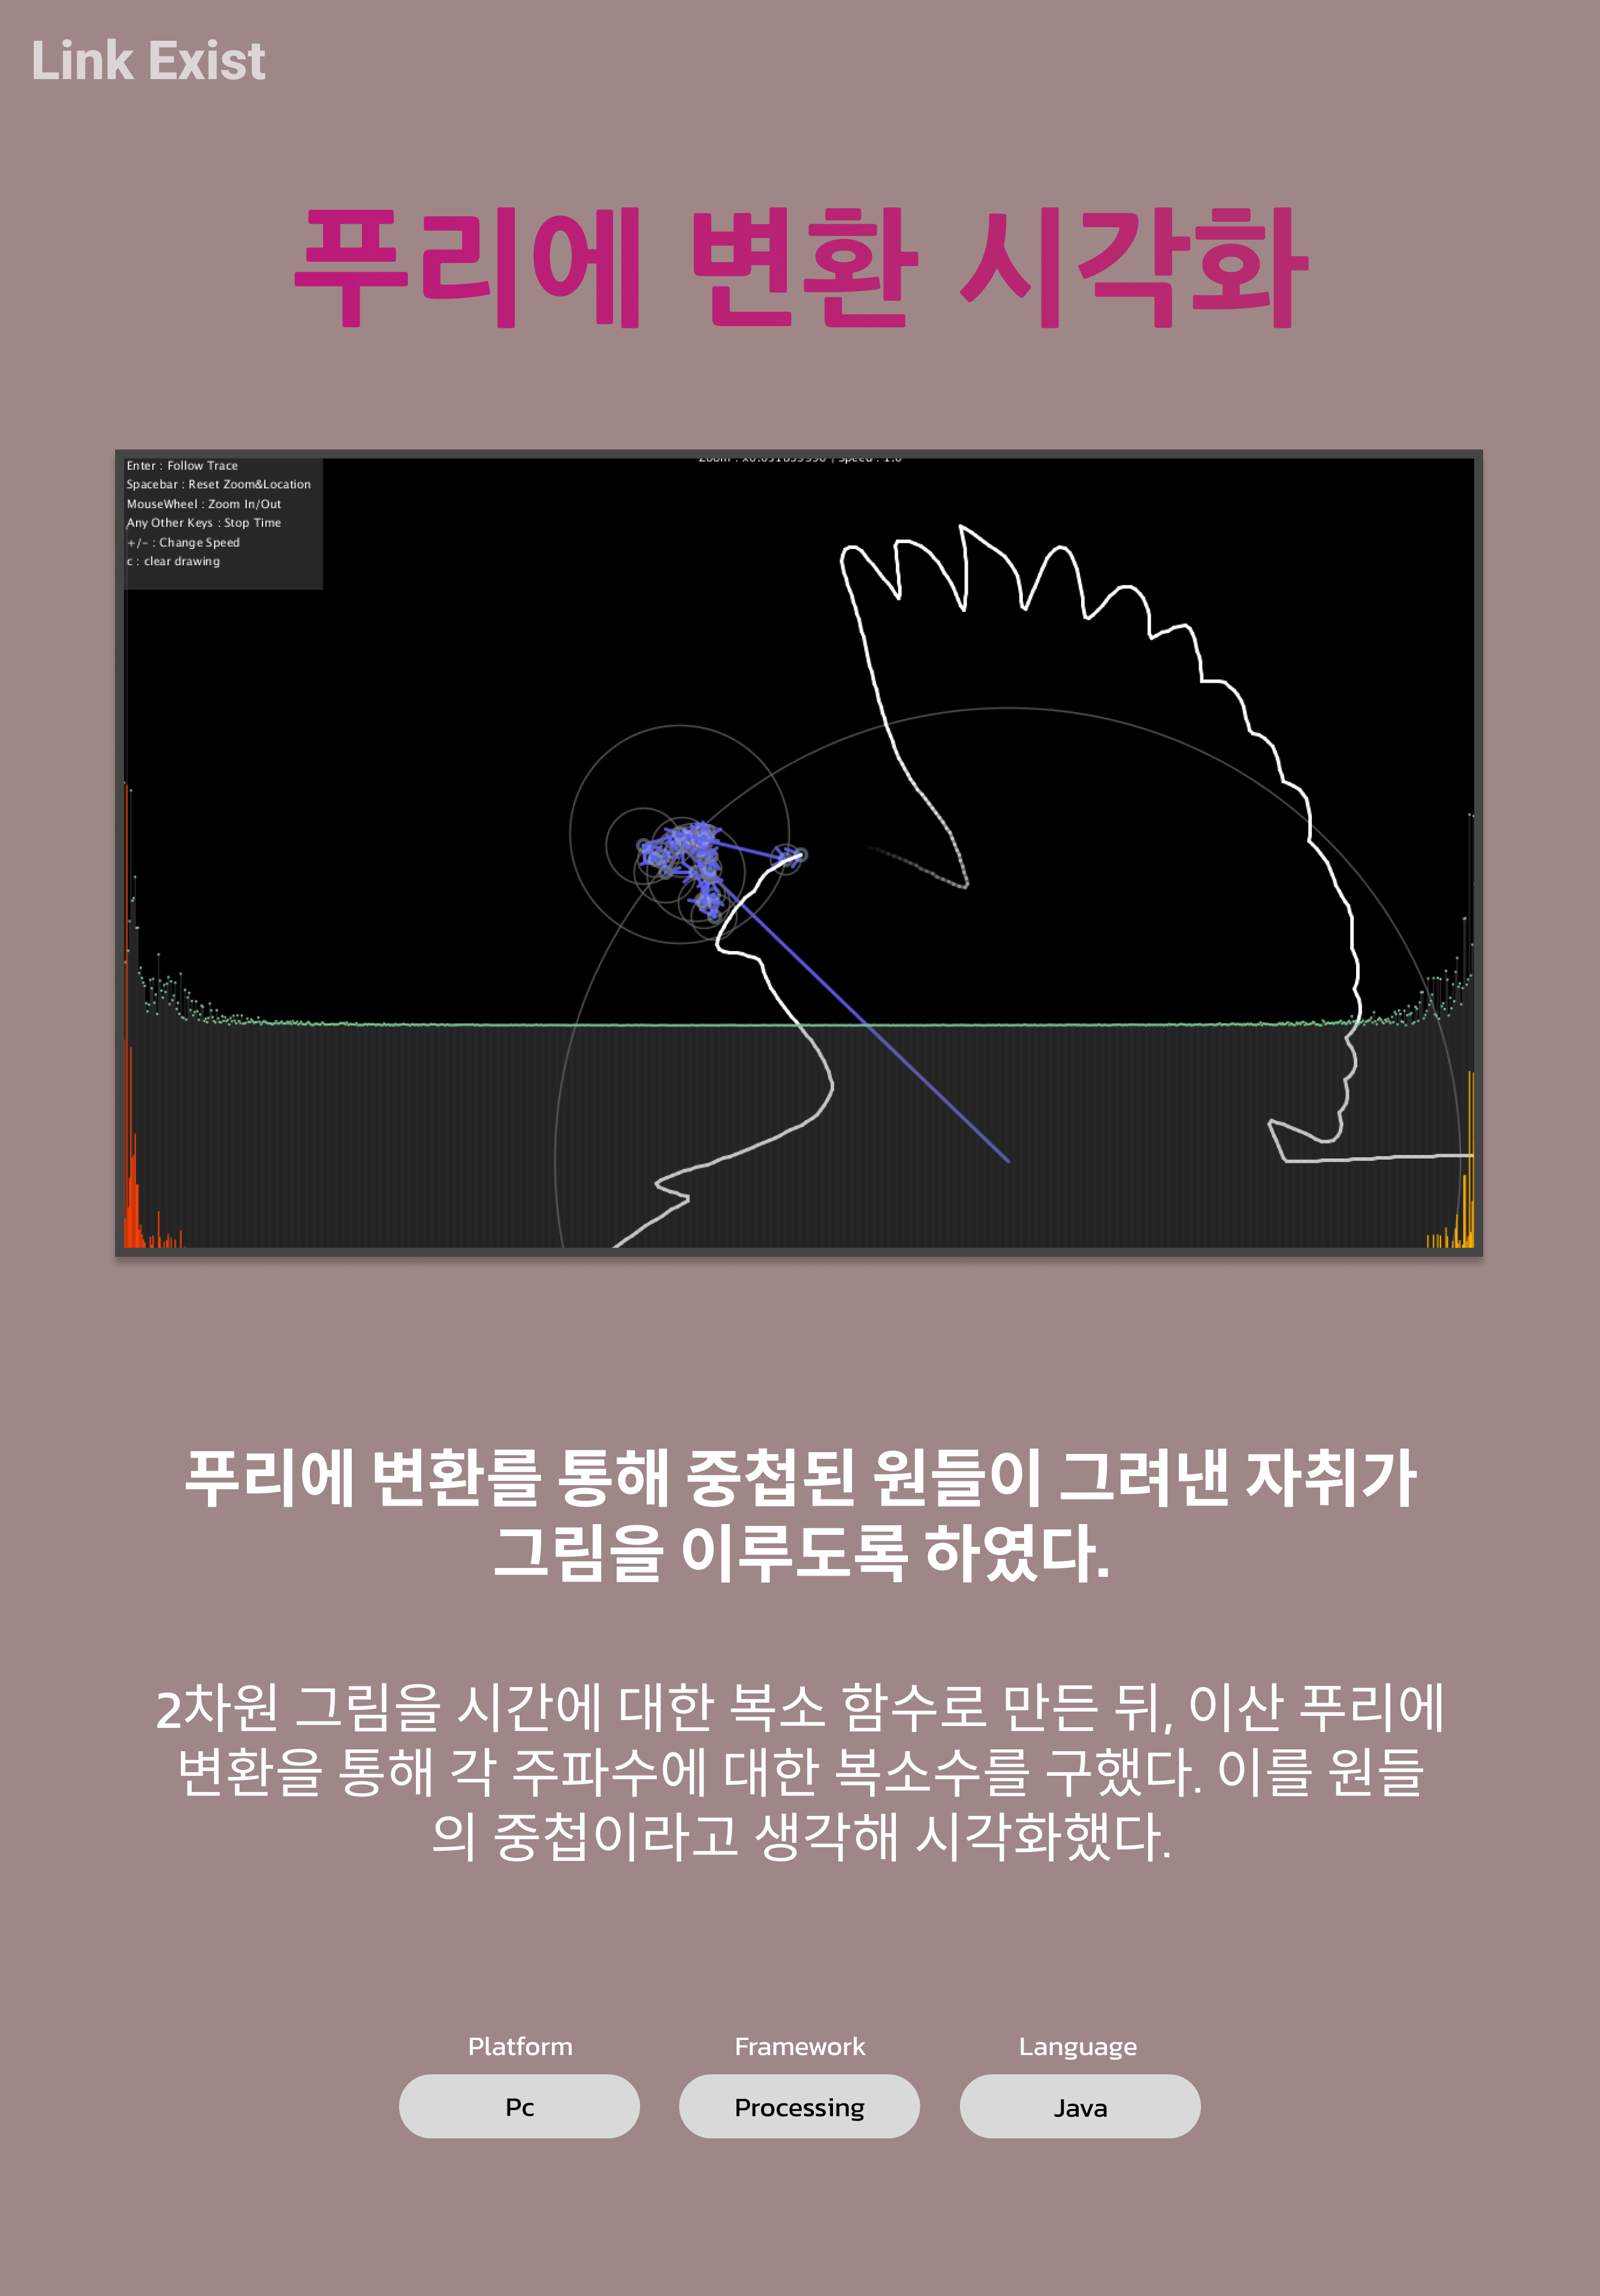 Link Exist
푸리에 변환 시각화
Enter : Follow Trace
Spacebar : Reset Zoom&Location
MouseWheel : Zoom In/Out
Any Other Keys : Stop Time
+/- : Change Speed
c : clear drawing
푸리에 변환를 통해 중첩된 원들이 그려낸 자취가
그림을 이루도록 하였다.
2차원 그림을 시간에 대한 복소 함수로 만든 뒤, 이산 푸리에
변환을 통해 각 주파수에 대한 복소수를 구했다. 이를 원들
의 중첩이라고 생각해 시각화했다.
Platform Framework Language
Pc Processing Java